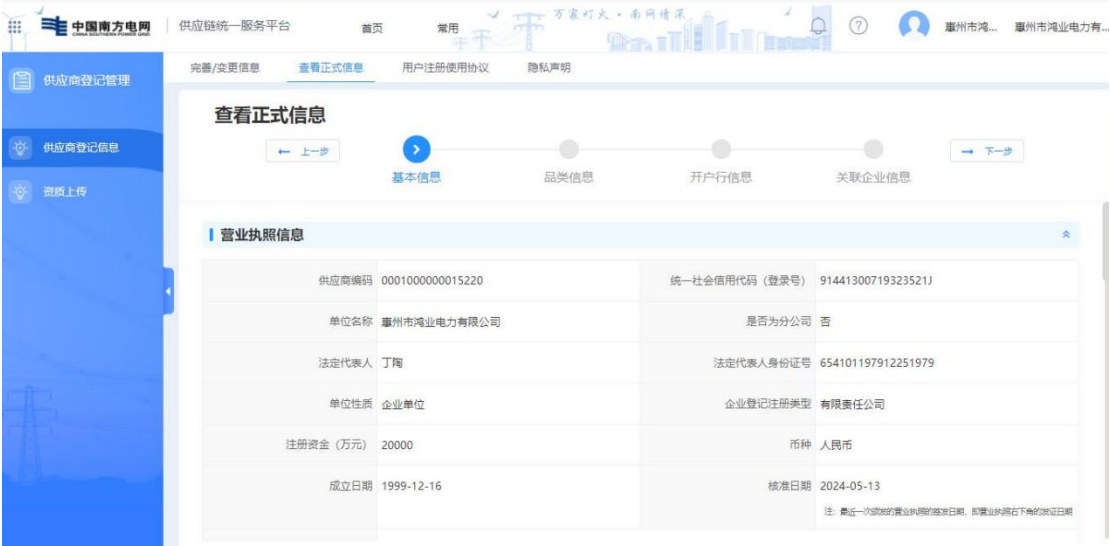 中国南方电网
CHINA SOUTHERN POWER GRID
供应链统一服务平台
首页
常用
万家灯火·南网情深
惠州市鸿...
惠州市鸿业电力有...
供应商登记管理
供应商登记信息
资质上传
完善/变更信息
查看正式信息
用户注册使用协议
隐私声明
查看正式信息
← 上一步
基本信息
品类信息
开户行信息
关联企业信息
→ 下一步
营业执照信息
供应商编码 0001000000015220
统一社会信用代码（登录号） 91441300719323521J
单位名称 惠州市鸿业电力有限公司
是否为分公司 否
法定代表人 丁陶
法定代表人身份证号 654101197912251979
单位性质 企业单位
企业登记注册类型 有限责任公司
注册资金（万元） 20000
币种 人民币
成立日期 1999-12-16
核准日期 2024-05-13
注：最近一次颁发的营业执照的签发日期，即营业执照右下角的发证日期